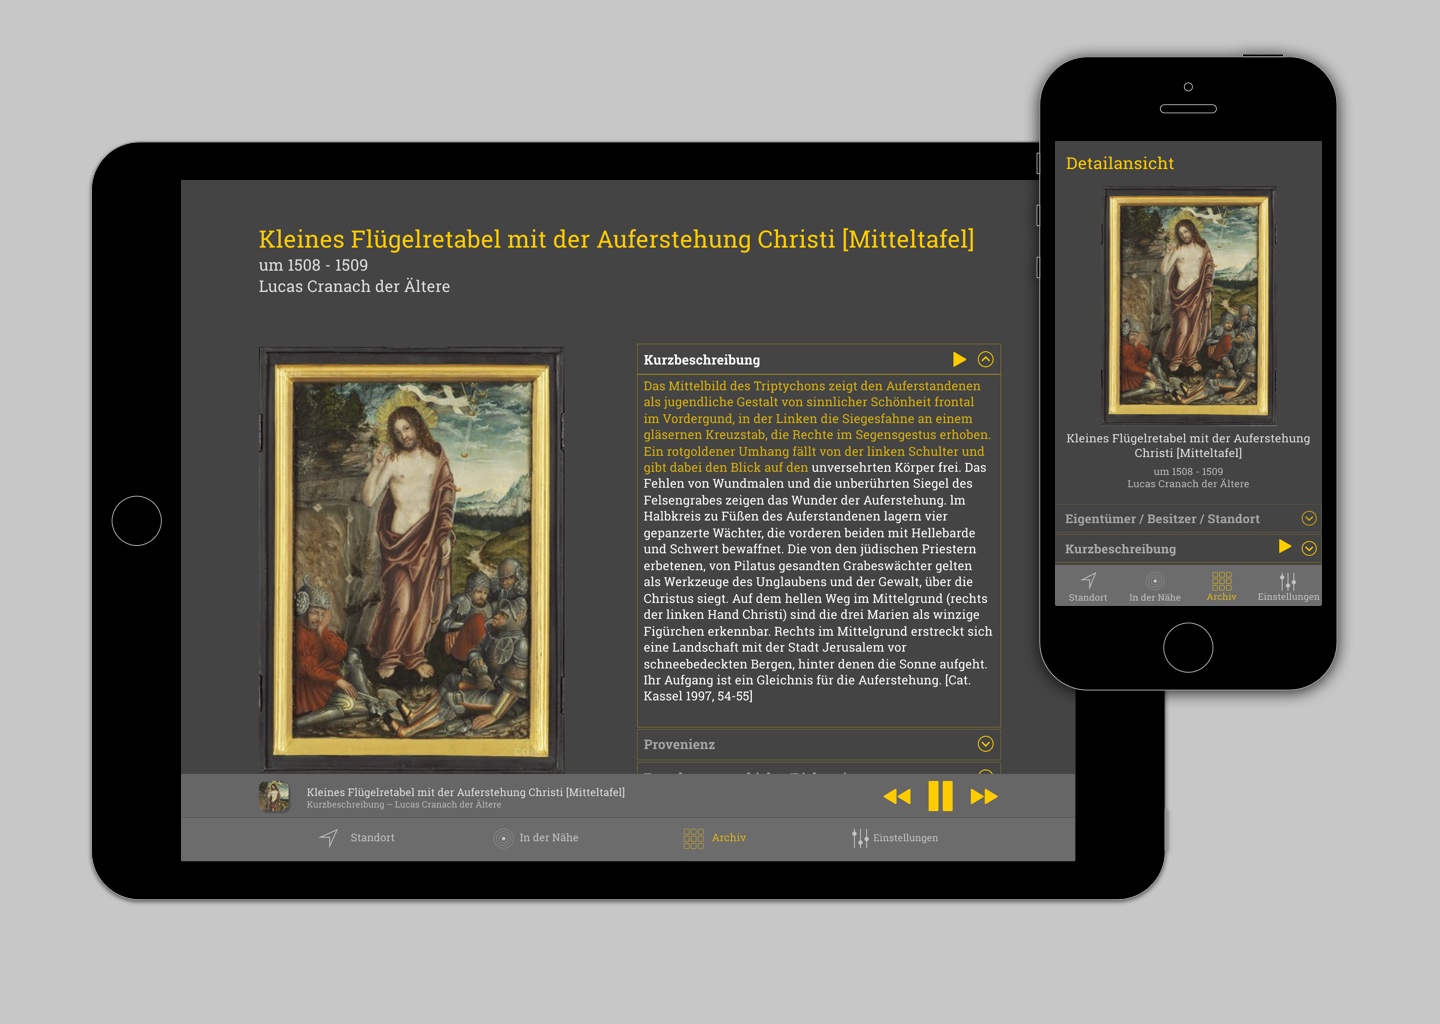 Kleines Flügelretabel mit der Auferstehung Christi [Mitteltafel]
um 1508 - 1509
Lucas Cranach der Ältere
Kurzbeschreibung
Das Mittelbild des Triptychons zeigt den Auferstandenen
als jugendliche Gestalt von sinnlicher Schönheit frontal
im Vordergund, in der Linken die Siegesfahne an einem
gläsernen Kreuzstab, die Rechte im Segensgestus erhoben.
Ein rotgoldener Umhang fällt von der linken Schulter und
gibt dabei den Blick auf den unversehrten Körper frei. Das
Fehlen von Wundmalen und die unberührten Siegel des
Felsengrabes zeigen das Wunder der Auferstehung. lm
Halbkreis zu Füßen des Auferstandenen lagern vier
gepanzerte Wächter, die vorderen beiden mit Hellebarde
und Schwert bewaffnet. Die von den jüdischen Priestern
erbetenen, von Pilatus gesandten Grabeswächter gelten
als Werkzeuge des Unglaubens und der Gewalt, über die
Christus siegt. Auf dem hellen Weg im Mittelgrund (rechts
der linken Hand Christi) sind die drei Marien als winzige
Figürchen erkennbar. Rechts im Mittelgrund erstreckt sich
eine Landschaft mit der Stadt Jerusalem vor
schneebedeckten Bergen, hinter denen die Sonne aufgeht.
Ihr Aufgang ist ein Gleichnis für die Auferstehung. [Cat.
Kassel 1997, 54-55]
Provenienz
Kleines Flügelretabel mit der Auferstehung Christi [Mitteltafel]
Kurzbeschreibung – Lucas Cranach der Ältere
Standort
In der Nähe
Archiv
Einstellungen
Detailansicht
Kleines Flügelretabel mit der Auferstehung
Christi [Mitteltafel]
um 1508 - 1509
Lucas Cranach der Ältere
Eigentümer / Besitzer / Standort
Kurzbeschreibung
Standort
In der Nähe
Archiv
Einstellungen